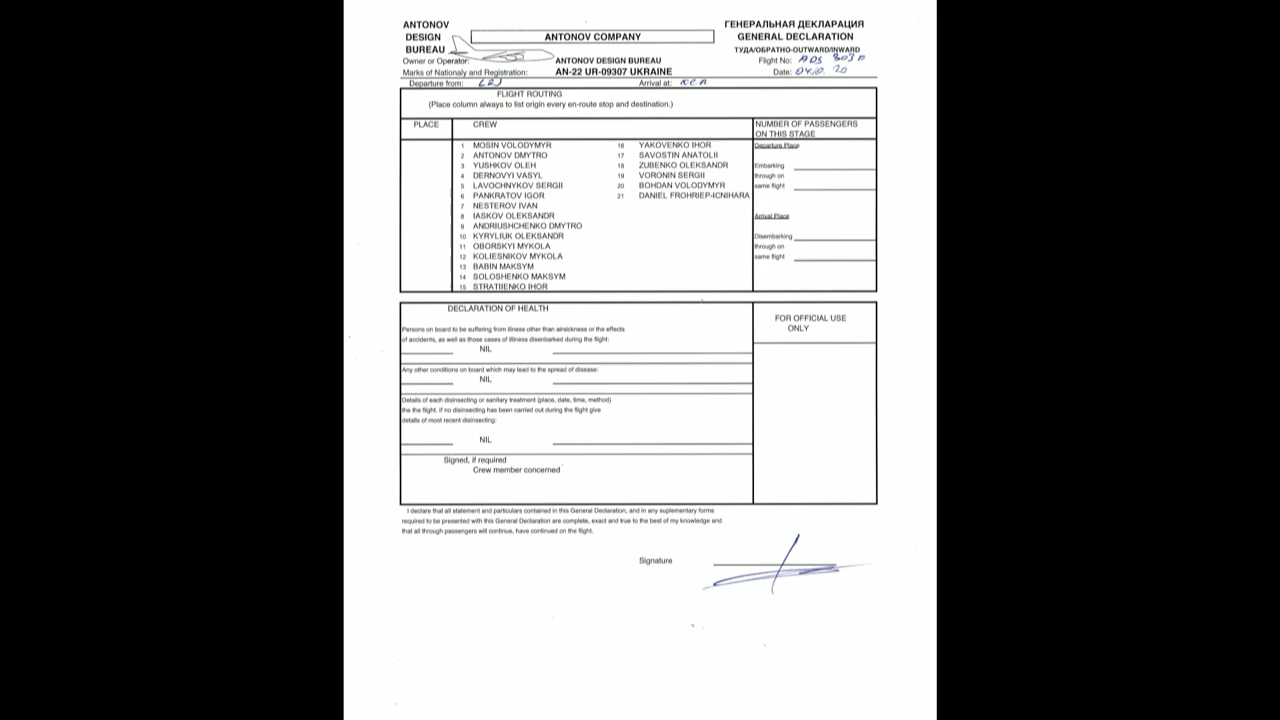 ANTONOV
DESIGN
BUREAU
ANTONOV COMPANY
ГЕНЕРАЛЬНАЯ ДЕКЛАРАЦИЯ
GENERAL DECLARATION
ТУДА/ОБРАТНО-OUTWARD/INWARD
Owner or Operator: ANTONOV DESIGN BUREAU Flight No: ADS
Marks of Nationaly and Registration: AN-22 UR-09307 UKRAINE Date: 04.10. 20
Departure from: Arrival at:
FLIGHT ROUTING
(Place column always to list origin every en-route stop and destination.)
PLACE CREW NUMBER OF PASSENGERS
ON THIS STAGE
1 MOSIN VOLODYMYR 16 YAKOVENKO IHOR Departure Place
2 ANTONOV DMYTRO 17 SAVOSTIN ANATOLII
3 YUSHKOV OLEH 18 ZUBENKO OLEKSANDR Embarking
4 DERNOVYI VASYL 19 VORONIN SERGII through on
5 LAVOCHNYKOV SERGII 20 BOHDAN VOLODYMYR same flight
6 PANKRATOV IGOR 21 DANIEL FROHRIEP-ICNIHARA
7 NESTEROV IVAN
8 IASKOV OLEKSANDR Arrival Place
9 ANDRIUSHCHENKO DMYTRO
10 KYRYLIUK OLEKSANDR Disembarking
11 OBORSKYI MYKOLA through on
12 KOLIESNIKOV MYKOLA same flight
13 BABIN MAKSYM
14 SOLOSHENKO MAKSYM
15 STRATIIENKO IHOR
DECLARATION OF HEALTH
FOR OFFICIAL USE
ONLY
Persons on board to be suffering from illness other than airsickness or the effects
of accidents, as well as those cases of illness disenbarked during the flight:
NIL
Any other conditions on board which may lead to the spread of disease:
NIL
Details of each disinsecting or sanitary treatment (place, date, time, method)
the the flight. If no disinsecting has been carried out during the flight give
details of most recent disinsecting:
NIL
Signed, if required
Crew member concerned
I declare that all statement and particulars contained in this General Declaration, and in any suplementary forms
required to be presented with this General Declaration are complete, exact and true to the best of my knowledge and
that all through passengers will continue, have continued on the flight.
Signature